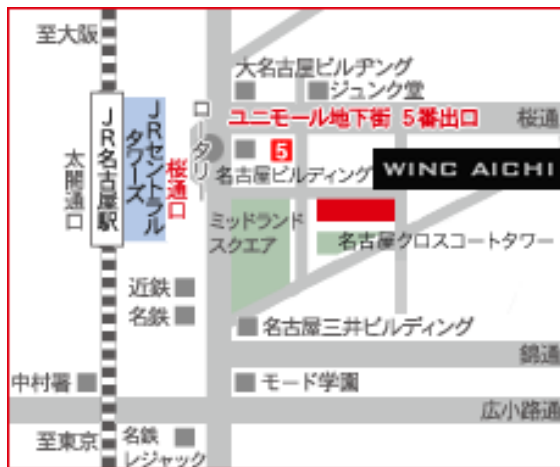 至大阪
大名古屋ビルヂング
ジュンク堂
ユニモール地下街 5番出口
桜通
JR名古屋駅
JRセントラル
タワーズ
桜通口
ロータリー
太閤通口
5
名古屋ビルディング
WINC AICHI
ミッドランド
スクエア
名古屋クロスコートタワー
近鉄
名鉄
名古屋三井ビルディング
錦通
中村署
モード学園
広小路通
至東京
名鉄
レジャック